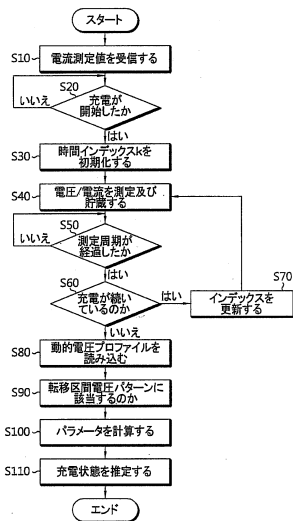 スタート
S10
電流測定値を受信する
S20
充電が
開始したか
いいえ
はい
S30
時間インデックスkを
初期化する
S40
電圧/電流を測定及び
貯蔵する
S50
測定周期が
経過したか
いいえ
はい
S60
充電が続い
ているのか
はい
S70
インデックスを
更新する
いいえ
S80
動的電圧プロファイルを
読み込む
S90
転移区間電圧パターンに
該当するのか
S100
パラメータを計算する
S110
充電状態を推定する
エンド